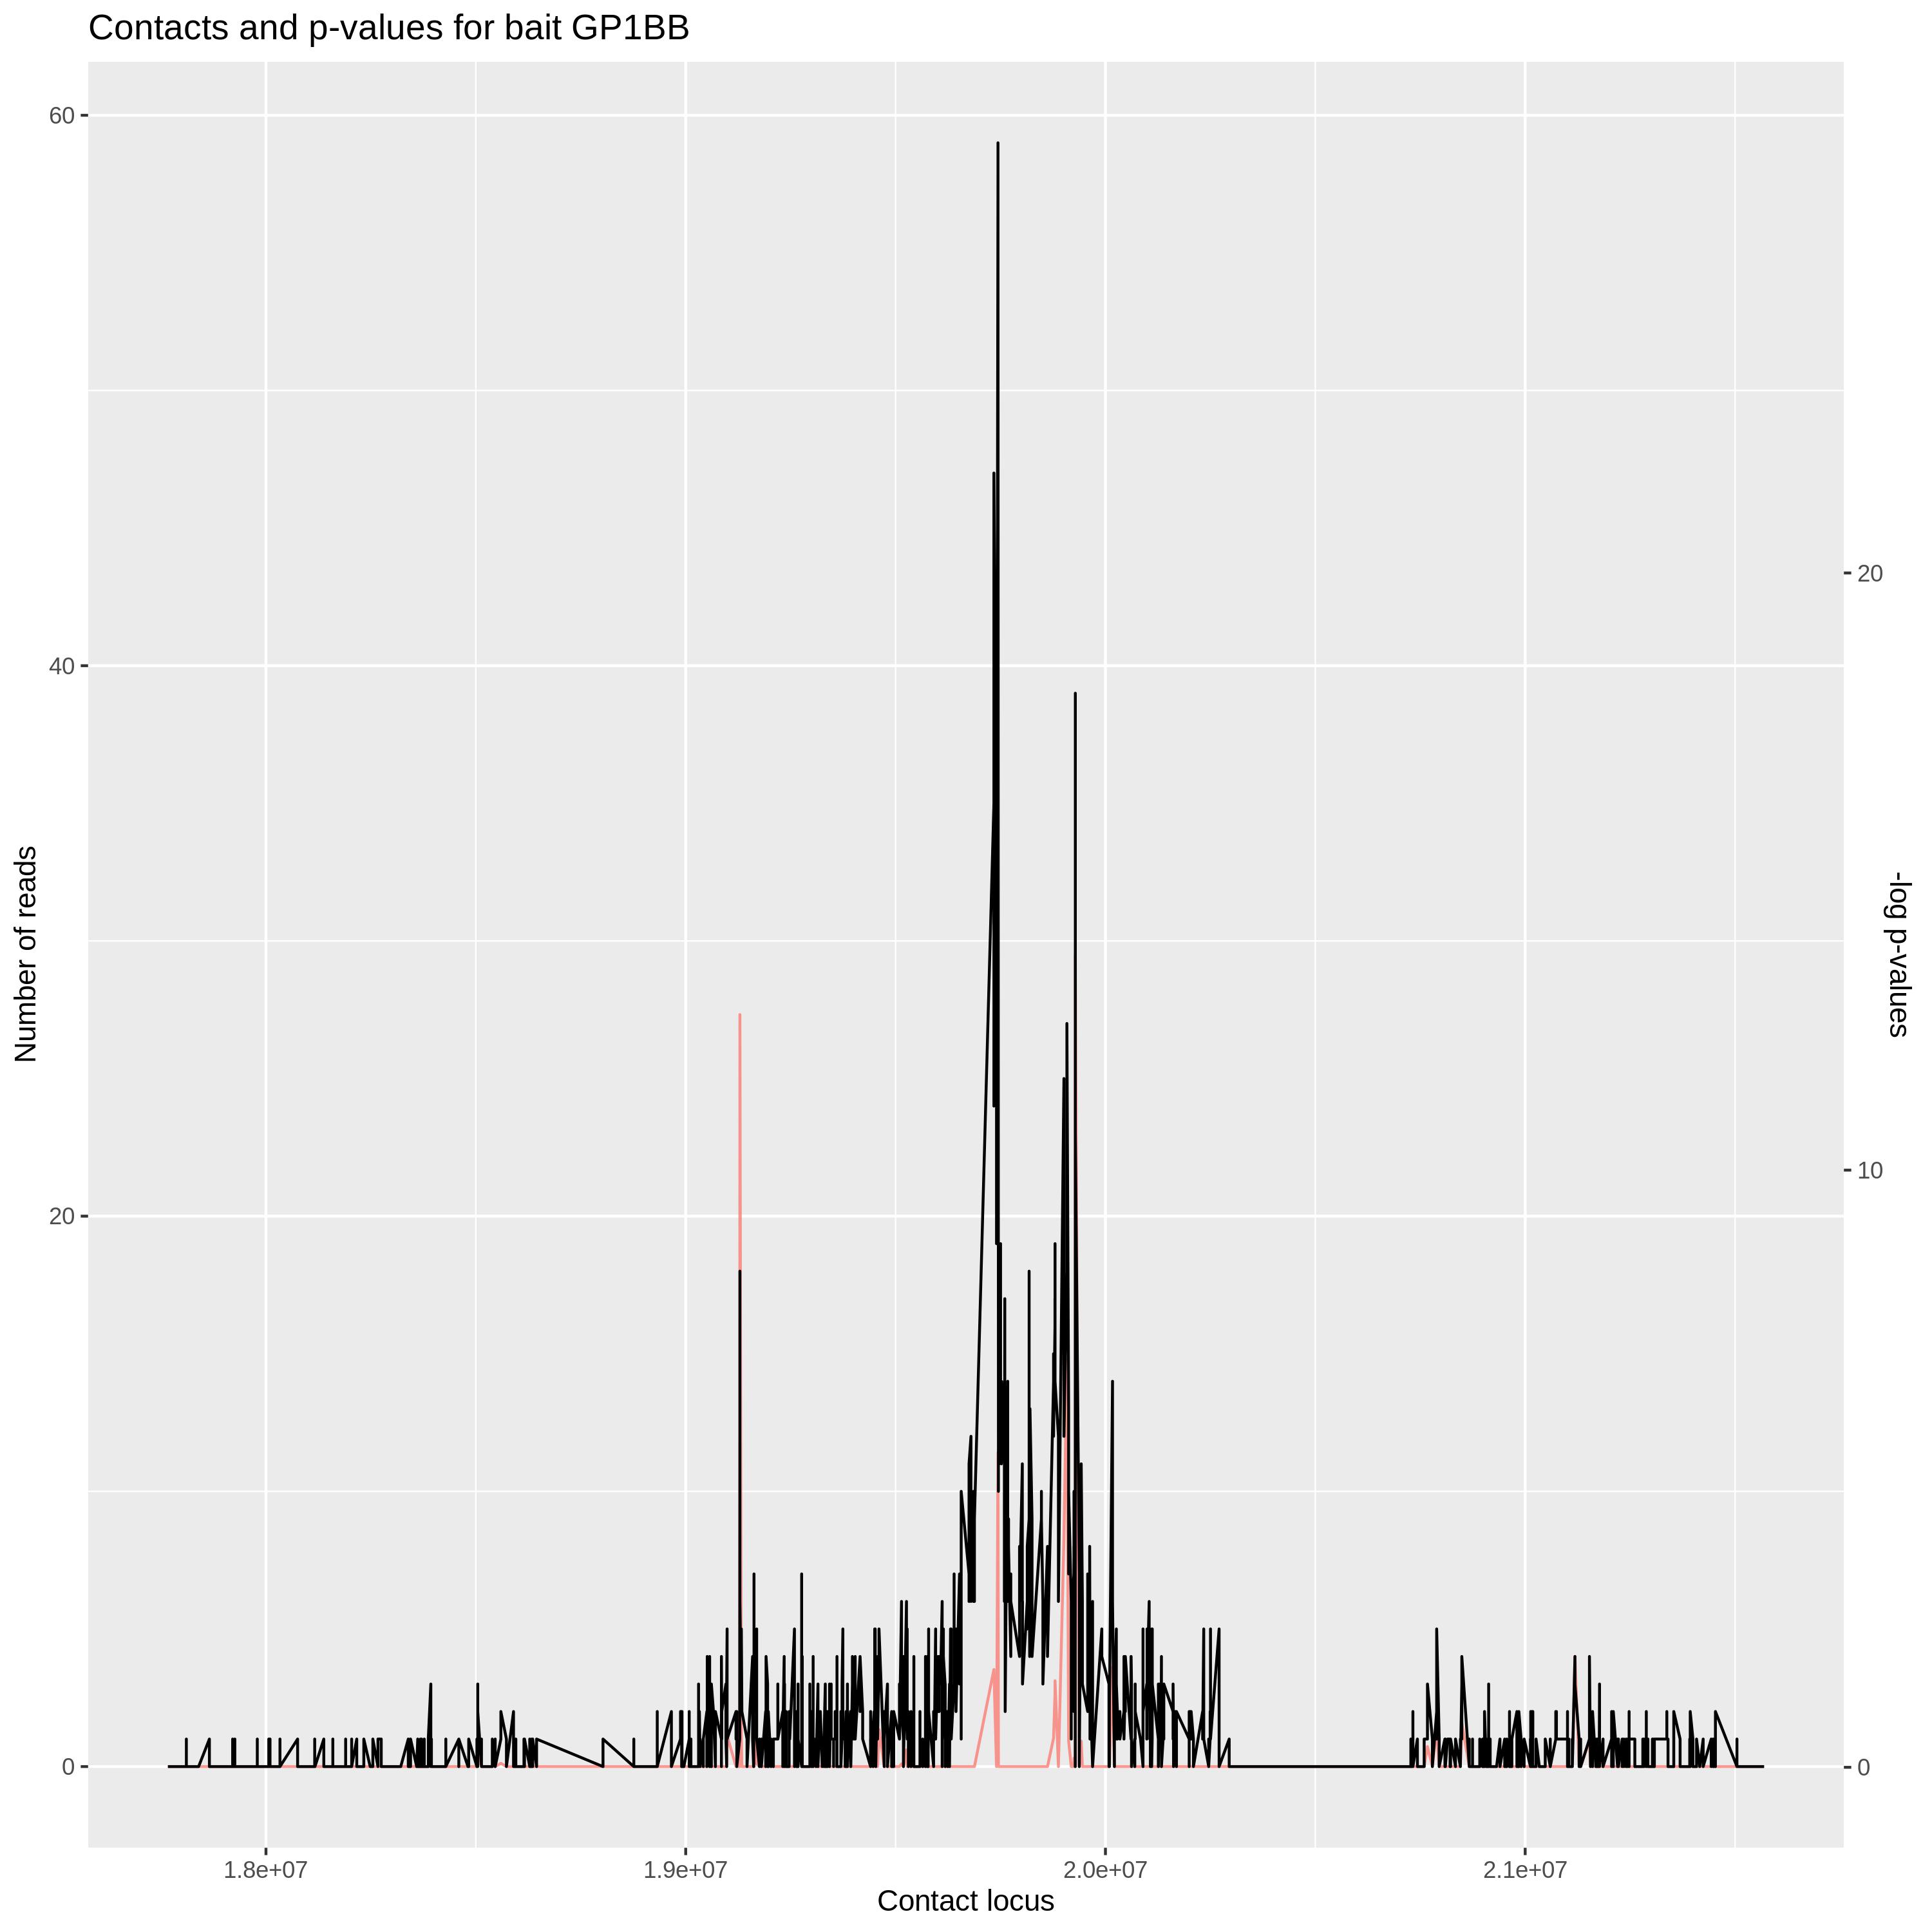 Contacts and p-values for bait GP1BB
60
40
20
0
Number of reads
20
10
0
-log p-values
1.8e+07
1.9e+07
2.0e+07
2.1e+07
Contact locus